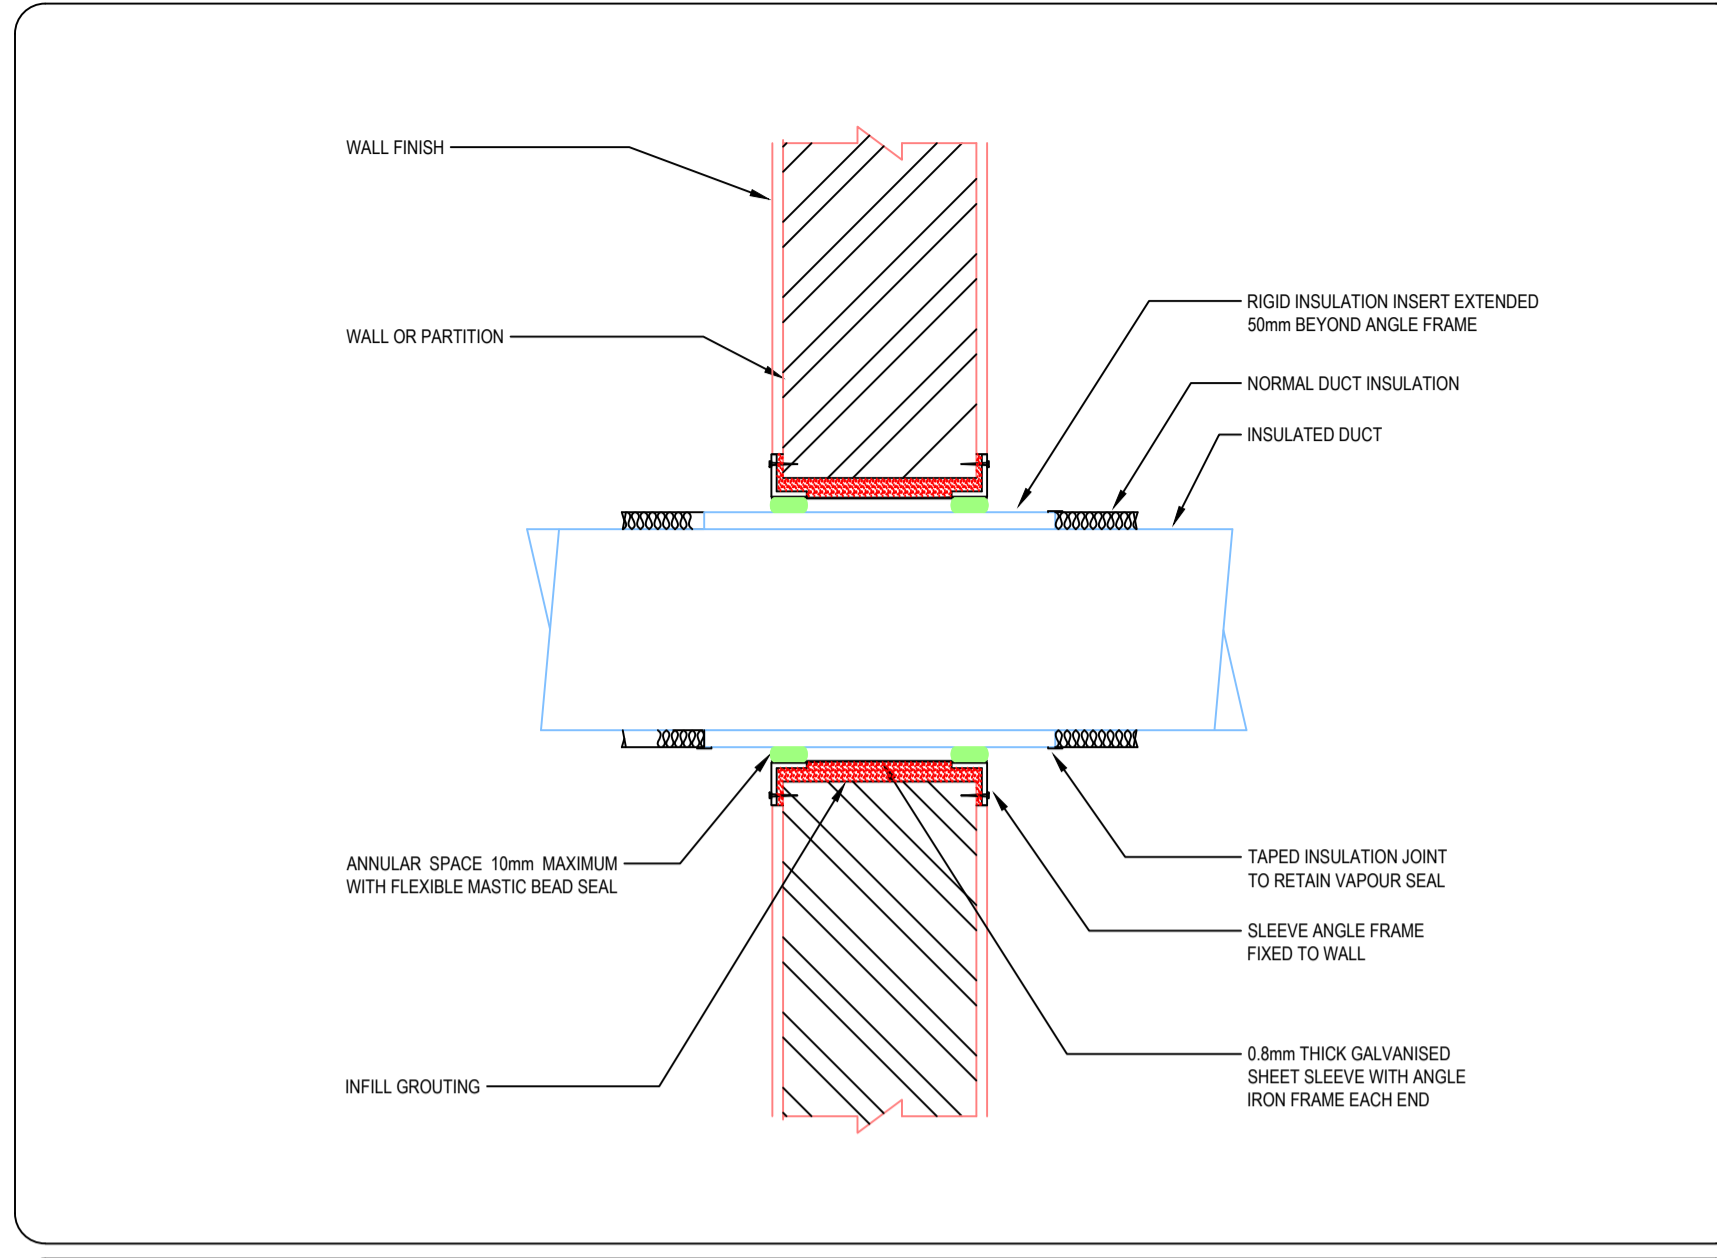 WALL FINISH
WALL OR PARTITION
RIGID INSULATION INSERT EXTENDED
50mm BEYOND ANGLE FRAME
NORMAL DUCT INSULATION
INSULATED DUCT
ANNULAR SPACE 10mm MAXIMUM
WITH FLEXIBLE MASTIC BEAD SEAL
INFILL GROUTING
TAPED INSULATION JOINT
TO RETAIN VAPOUR SEAL
SLEEVE ANGLE FRAME
FIXED TO WALL
0.8mm THICK GALVANISED
SHEET SLEEVE WITH ANGLE
IRON FRAME EACH END